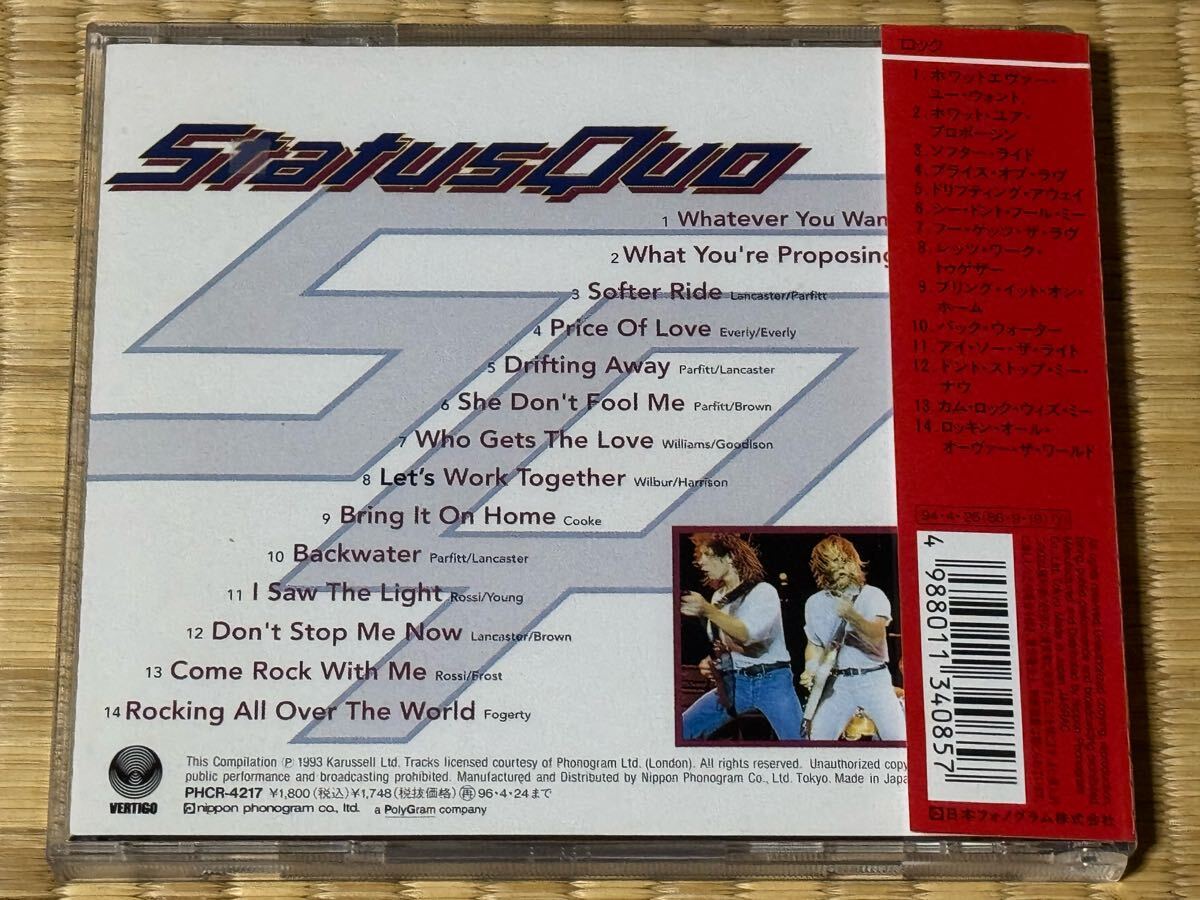 Status Quo
1 Whatever You Wan
2 What You're Proposing
3 Softer Ride Lancaster/Parfitt
4 Price Of Love Everly/Everly
5 Drifting Away Parfitt/Lancaster
6 She Don't Fool Me Parfitt/Brown
7 Who Gets The Love Williams/Goodison
8 Let's Work Together Wilbur/Harrison
9 Bring It On Home Cooke
10 Backwater Parfitt/Lancaster
11 I Saw The Light Rossi/Young
12 Don't Stop Me Now Lancaster/Brown
13 Come Rock With Me Rossi/Frost
14 Rocking All Over The World Fogerty
VERTIGO
This Compilation Ⓟ 1993 Karussell Ltd. Tracks licensed courtesy of Phonogram Ltd. (London). All rights reserved. Unauthorized copy
public performance and broadcasting prohibited. Manufactured and Distributed by Nippon Phonogram Co., Ltd. Tokyo. Made in Japa
PHCR-4217 ¥1,800(税込)¥1,748(税抜価格) 再 96・4・24まで
nippon phonogram co., ltd. a PolyGram company
ロック
1. ホワットエヴァー・
ユー・ウォント
2. ホワット・ユア・
プロポージン
3. ソフター・ライド
4. プライス・オブ・ラヴ
5. ドリフティング・アウェイ
6. シー・ドント・フール・ミー
7. フー・ゲッツ・ザ・ラヴ
8. レッツ・ワーク・
トゥゲザー
9. ブリング・イット・オン・
ホーム
10. バック・ウォーター
11. アイ・ソー・ザ・ライト
12. ドント・ストップ・ミー・
ナウ
13. カム・ロック・ウィズ・ミー
14. ロッキン・オール・
オーヴァー・ザ・ワールド
4 988011 340857
日本フォノグラム株式会社